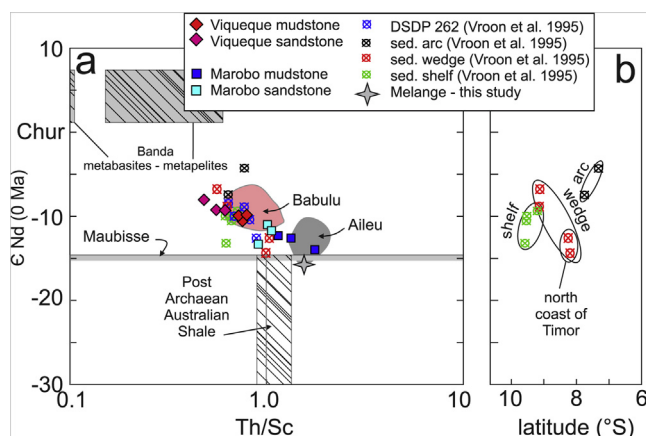 a
b
Viqueque mudstone
Viqueque sandstone
Marobo mudstone
Marobo sandstone
DSDP 262 (Vroon et al. 1995)
sed. arc (Vroon et al. 1995)
sed. wedge (Vroon et al. 1995)
sed. shelf (Vroon et al. 1995)
Melange - this study
Є Nd (0 Ma)
10
Chur
-10
-20
-30
Banda
metabasites - metapelites
Babulu
Aileu
Maubisse
Post
Archaean
Australian
Shale
0.1
1.0
10
Th/Sc
arc
wedge
shelf
north
coast of
Timor
10
8
6
latitude (°S)